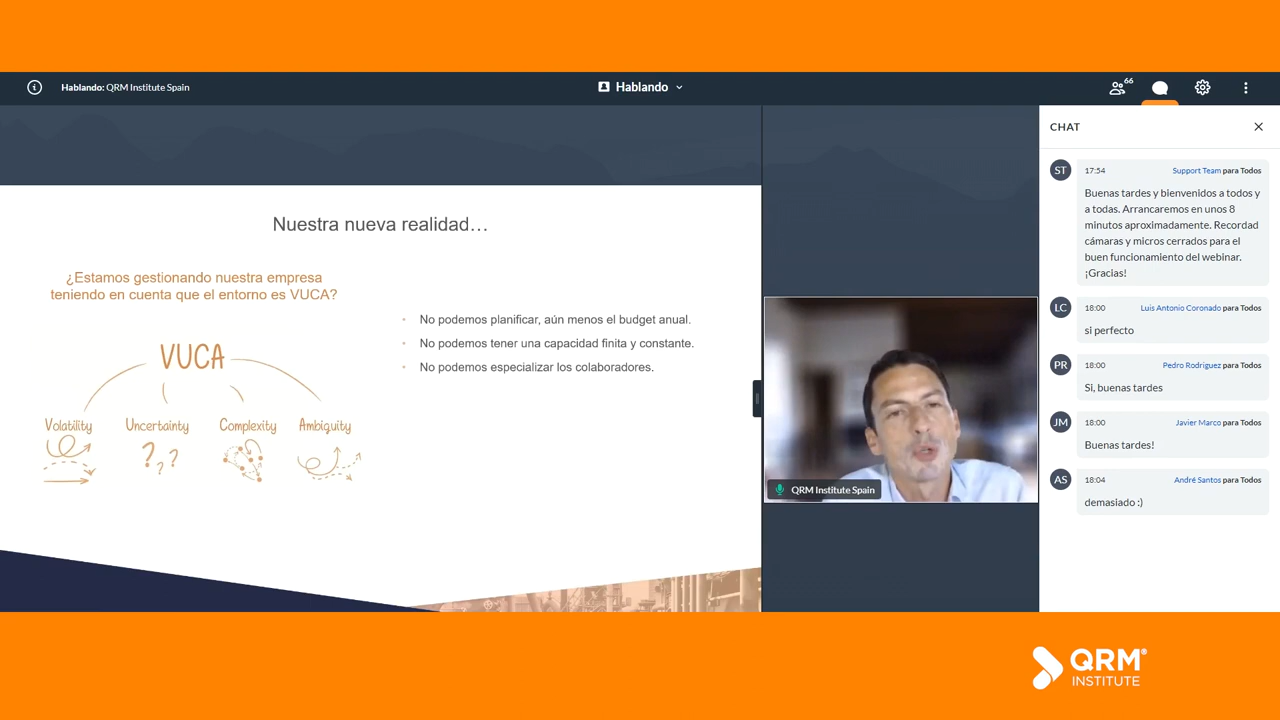 Hablando: QRM Institute Spain
Hablando
66
Nuestra nueva realidad...
¿Estamos gestionando nuestra empresa
teniendo en cuenta que el entorno es VUCA?
VUCA
Volatility
Uncertainty
Complexity
Ambiguity
? ? ?
No podemos planificar, aún menos el budget anual.
No podemos tener una capacidad finita y constante.
No podemos especializar los colaboradores.
QRM Institute Spain
CHAT
ST
17:54
Support Team para Todos
Buenas tardes y bienvenidos a todos y
a todas. Arrancaremos en unos 8
minutos aproximadamente. Recordad
cámaras y micros cerrados para el
buen funcionamiento del webinar.
¡Gracias!
LC
18:00
Luis Antonio Coronado para Todos
si perfecto
PR
18:00
Pedro Rodriguez para Todos
Si, buenas tardes
JM
18:00
Javier Marco para Todos
Buenas tardes!
AS
18:04
André Santos para Todos
demasiado :)
QRM®
INSTITUTE